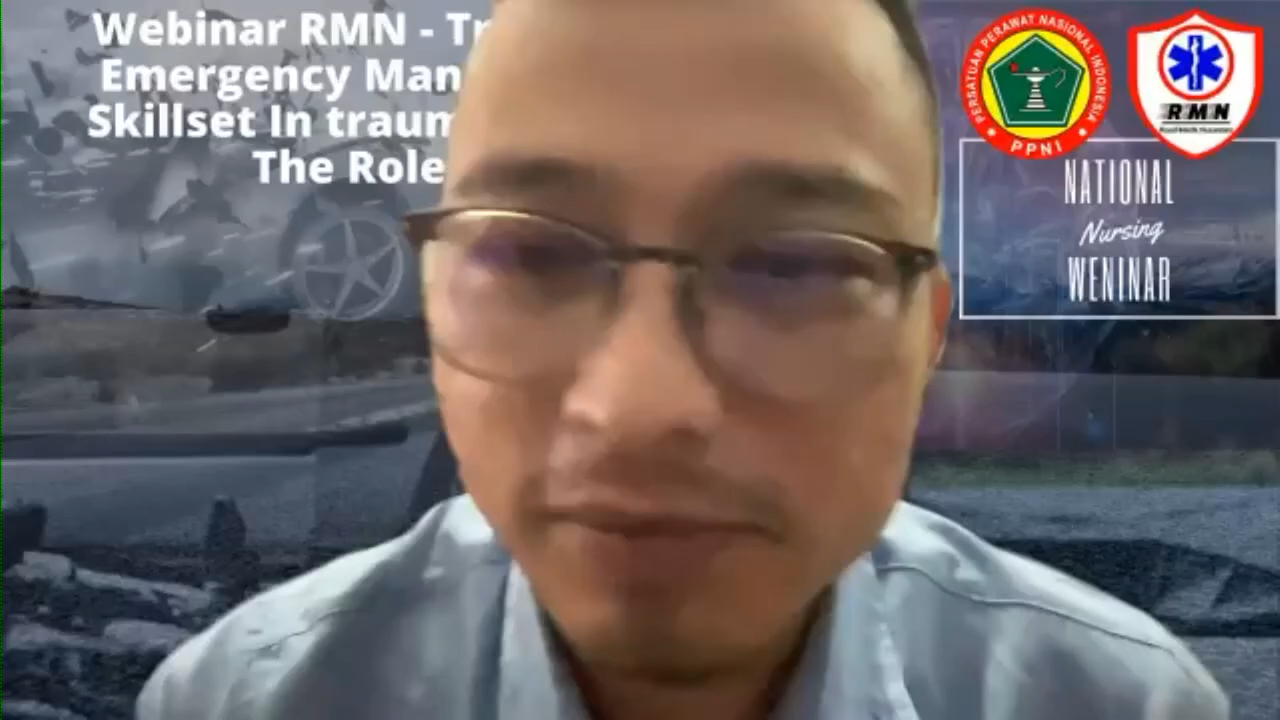 Webinar RMN - Tr
Emergency Man
Skillset In traum
The Role
PERSATUAN PERAWAT NASIONAL INDONESIA
PPNI
RMN
NATIONAL
Nursing
WENINAR